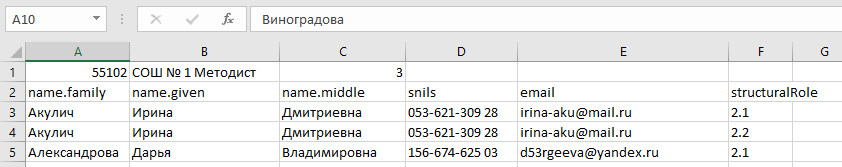 A10 fx Виноградова
A B C D E F G
1 55102 СОШ № 1 Методист 3
2 name.family name.given name.middle snils email structuralRole
3 Акулич Ирина Дмитриевна 053-621-309 28 irina-aku@mail.ru 2.1
4 Акулич Ирина Дмитриевна 053-621-309 28 irina-aku@mail.ru 2.2
5 Александрова Дарья Владимировна 156-674-625 03 d53rgeeva@yandex.ru 2.1